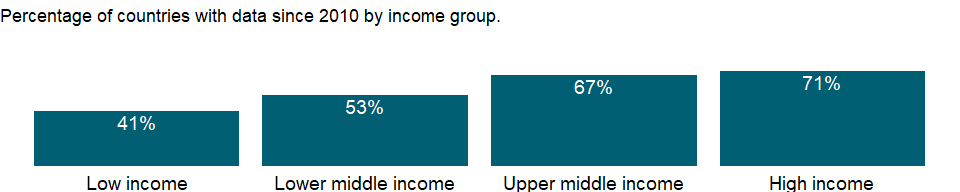 Percentage of countries with data since 2010 by income group.
41%
53%
67%
71%
Low income
Lower middle income
Upper middle income
High income